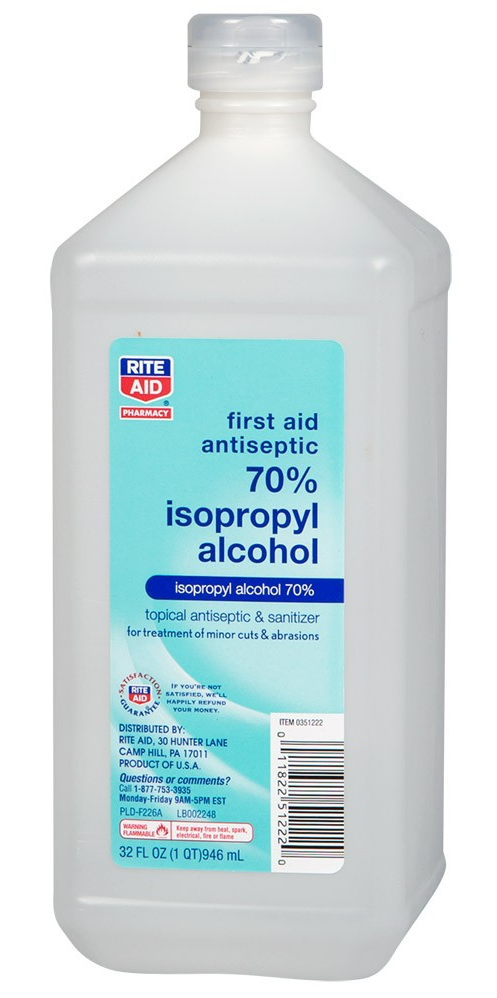 RITE
AID
®
PHARMACY
first aid
antiseptic
70%
isopropyl
alcohol
isopropyl alcohol 70%
topical antiseptic & sanitizer
for treatment of minor cuts & abrasions
SATISFACTION
RITE
AID
GUARANTEE
IF YOU'RE NOT
SATISFIED, WE'LL
HAPPILY REFUND
YOUR MONEY.
DISTRIBUTED BY:
RITE AID, 30 HUNTER LANE
CAMP HILL, PA 17011
PRODUCT OF U.S.A.
Questions or comments?
Call 1-877-753-3935
Monday-Friday 9AM-5PM EST
PLD-F226A LB002248
WARNING
FLAMMABLE
Keep away from heat, spark,
electrical, fire or flame
32 FL OZ (1 QT) 946 mL
ITEM 0351222
0 11822 51222 0